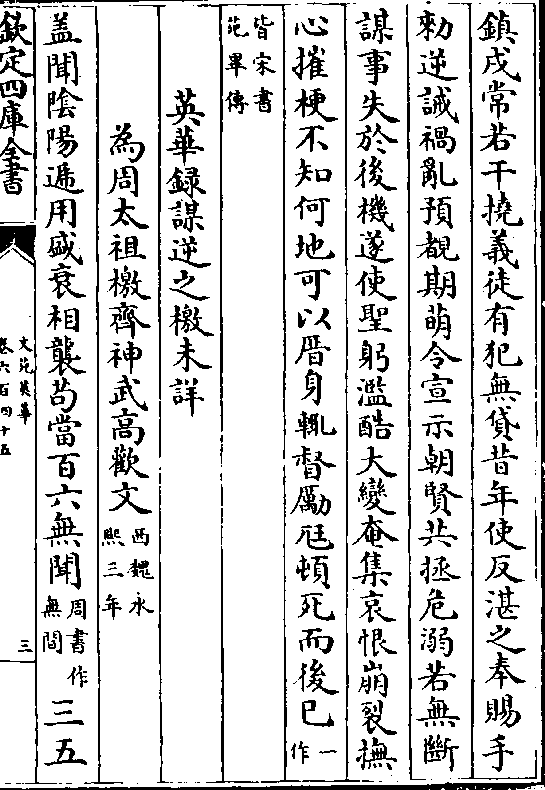 鎮戍常若干撓義徒有犯無貸昔年使反湛之奉賜手
勑逆誡禍亂預覩期萌令宣示朝賢共拯危溺若無斷
謀事失於後機遂使聖躬濫酷大變奄集哀恨崩裂撫
心摧梗不知何地可以厝身輒督厲尫頓死而後已一作
皆宋書范畢傳
英華録謀逆之檄未詳
為周太祖檄齊神武高歡文西魏永熙三年
盖聞陰陽逓用盛衰相襲茍當百六無聞周書作無間三五
欽定四庫全書
文苑英華
卷六百四十五
三